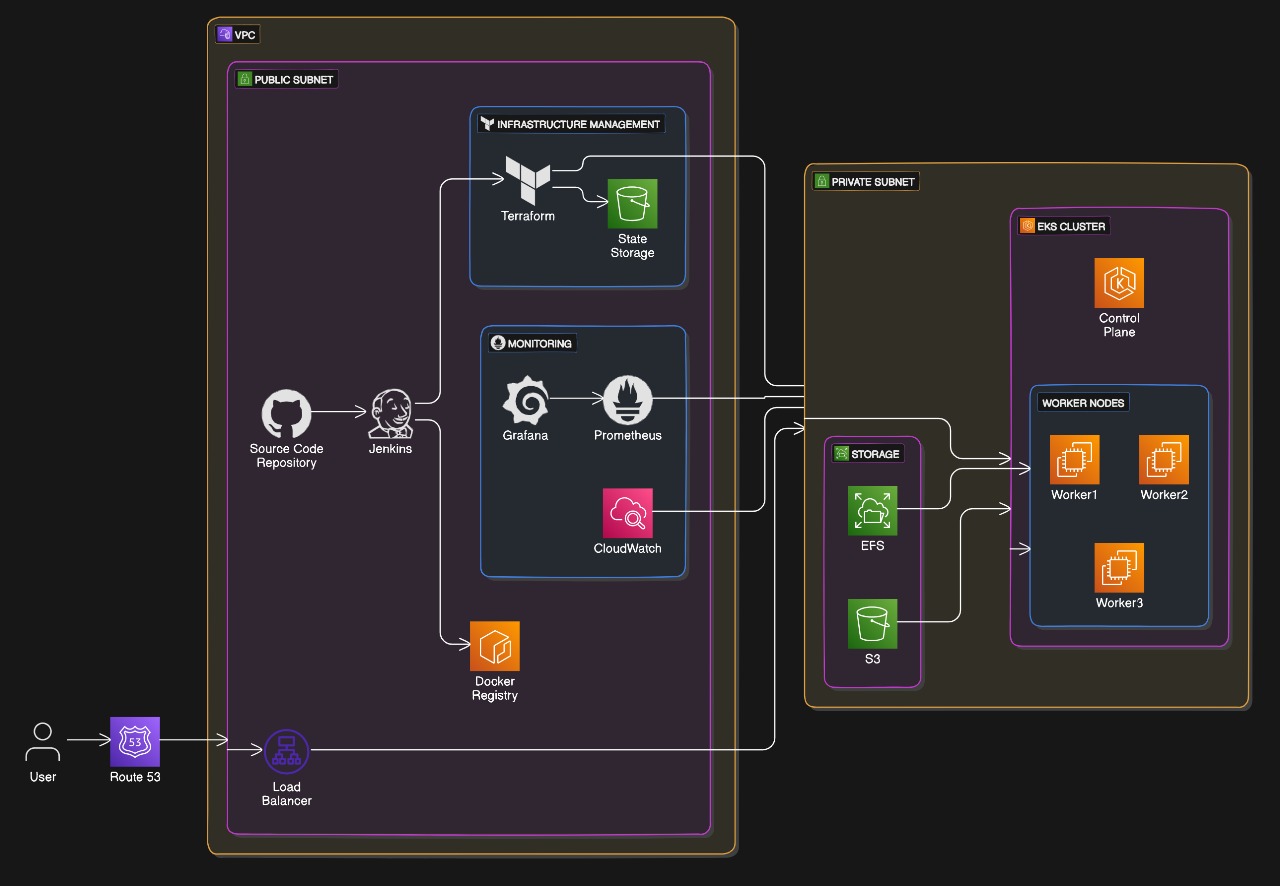 VPC
PUBLIC SUBNET
INFRASTRUCTURE MANAGEMENT
Terraform
State
Storage
MONITORING
Grafana
Prometheus
CloudWatch
Source Code
Repository
Jenkins
Docker
Registry
User
53
Route 53
Load
Balancer
PRIVATE SUBNET
STORAGE
EFS
S3
EKS CLUSTER
K
Control
Plane
WORKER NODES
Worker1
Worker2
Worker3